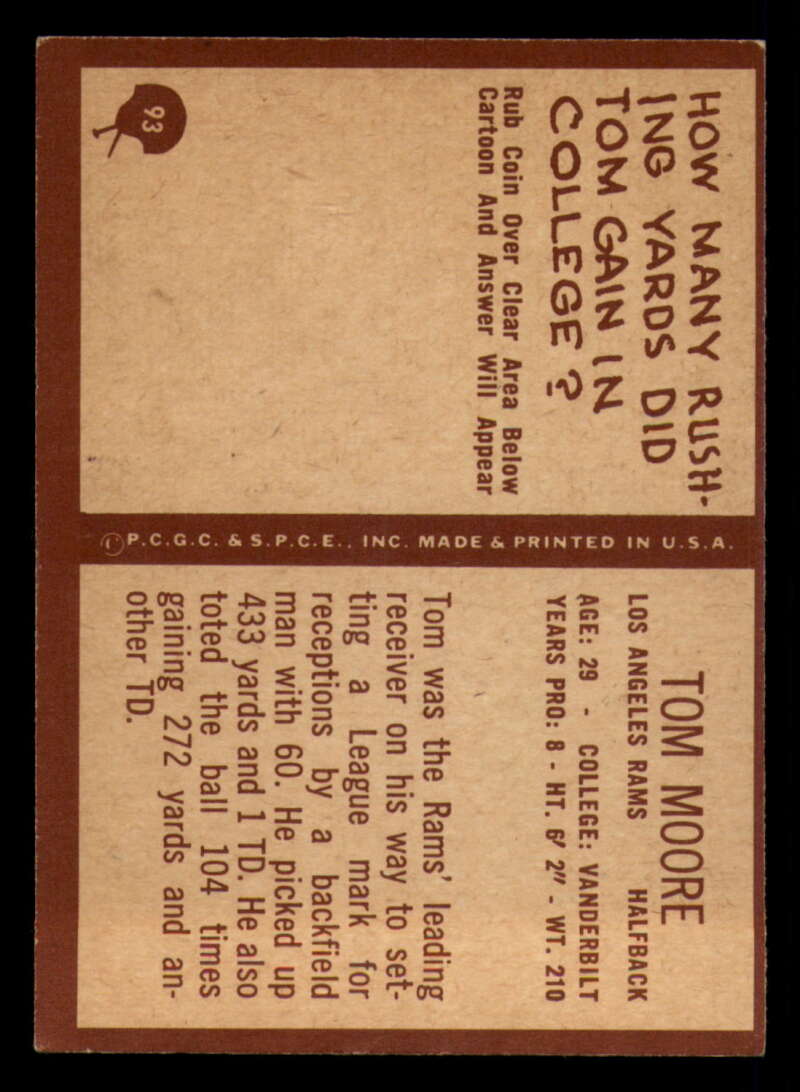 HOW MANY RUSH-
ING YARDS DID
TOM GAIN IN
COLLEGE?
Rub Coin Over Clear Area Below
Cartoon And Answer Will Appear
93
© P.C.G.C. & S.P.C.E., INC. MADE & PRINTED IN U.S.A.
TOM MOORE
LOS ANGELES RAMS HALFBACK
AGE: 29 - COLLEGE: VANDERBILT
YEARS PRO: 8 - HT. 6' 2" - WT. 210
Tom was the Rams' leading
receiver on his way to set-
ting a League mark for
receptions by a backfield
man with 60. He picked up
433 yards and 1 TD. He also
toted the ball 104 times
gaining 272 yards and an-
other TD.